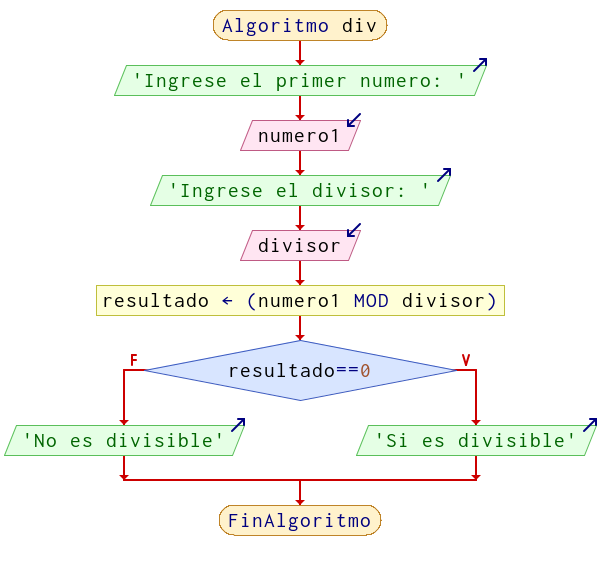 Algoritmo div
'Ingrese el primer numero: '
numero1
'Ingrese el divisor: '
divisor
resultado ← (numero1 MOD divisor)
F
V
resultado==0
'No es divisible'
'Si es divisible'
FinAlgoritmo